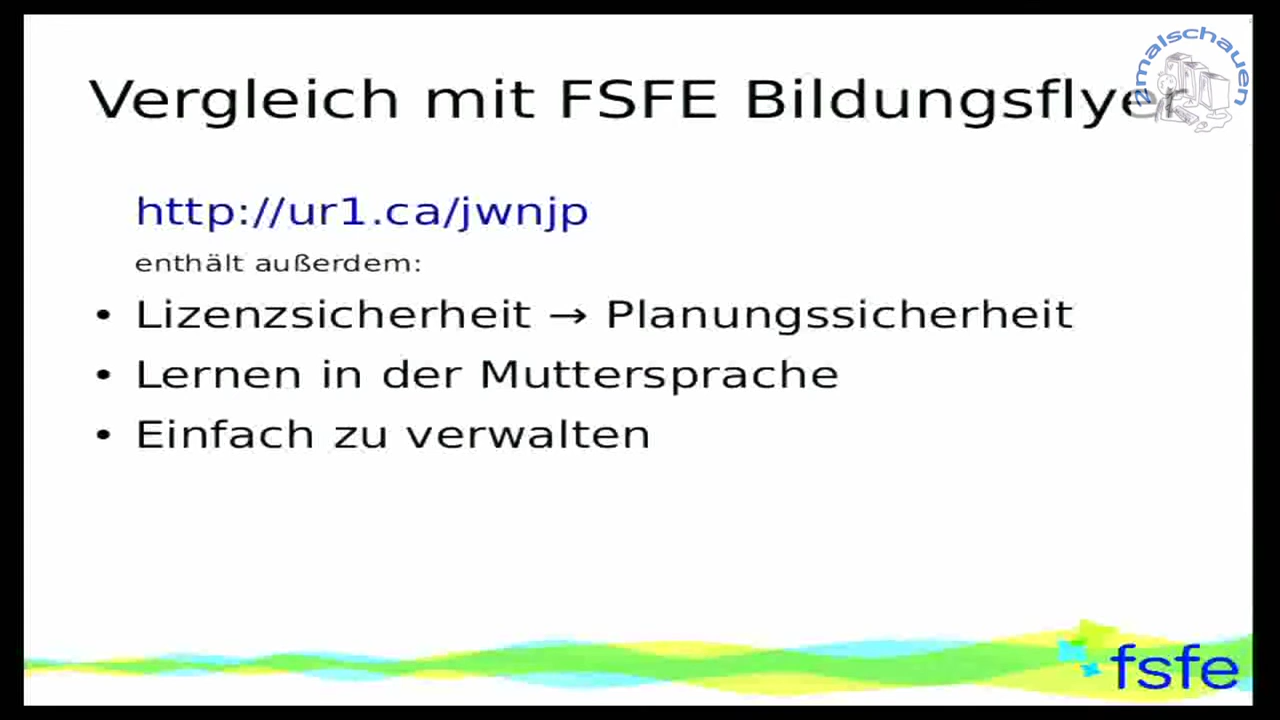 Vergleich mit FSFE Bildungsflyer
2malschauen
http://ur1.ca/jwnjp
enthält außerdem:
• Lizenzsicherheit → Planungssicherheit
• Lernen in der Muttersprache
• Einfach zu verwalten
fsfe